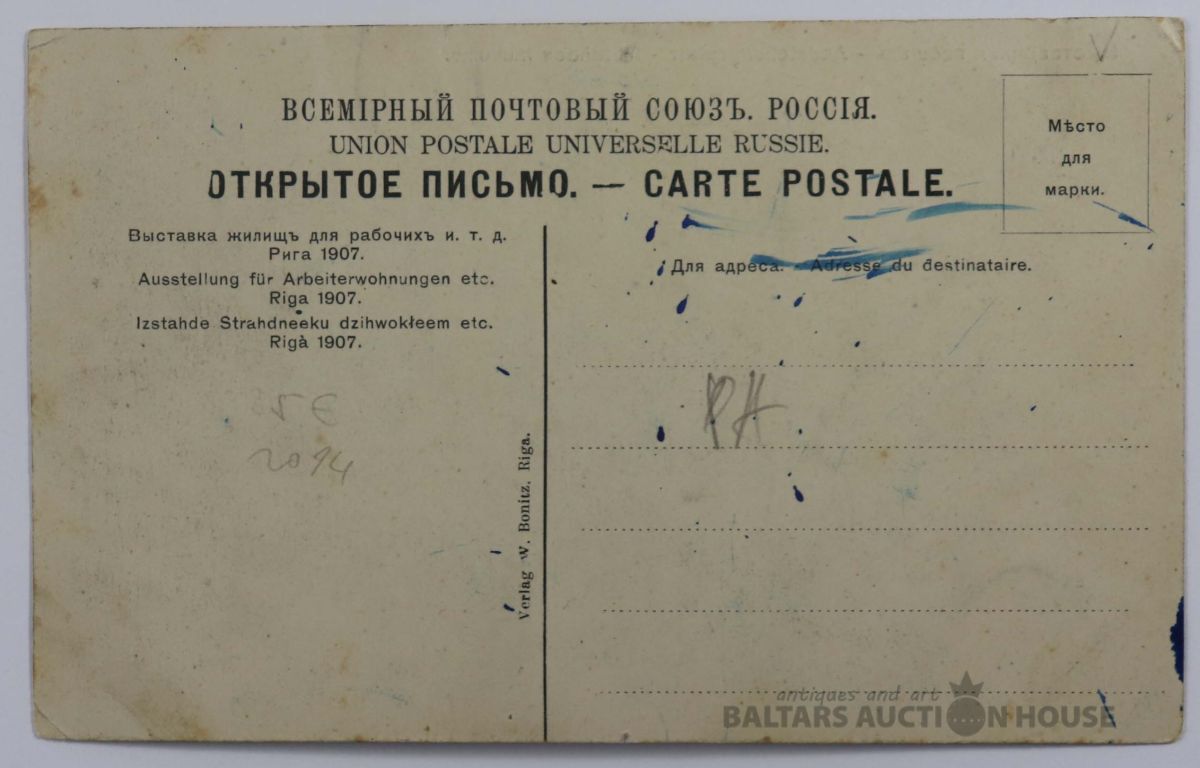 ВСЕМІРНЫЙ ПОЧТОВЫЙ СОЮЗЪ. РОССІЯ.
UNION POSTALE UNIVERSELLE RUSSIE.
ОТКРЫТОЕ ПИСЬМО. — CARTE POSTALE.
Мѣсто
для
марки.
Выставка жилищъ для рабочихъ и. т. д.
Рига 1907.
Ausstellung für Arbeiterwohnungen etc.
Riga 1907.
Izstahde Strahdneeku dzihwokłeem etc.
Rigà 1907.
Для адреса. - Adresse du destinataire.
5 €
2014
Verlag W. Bonitz, Riga.
antiques and art
BALTARS AUCTION HOUSE